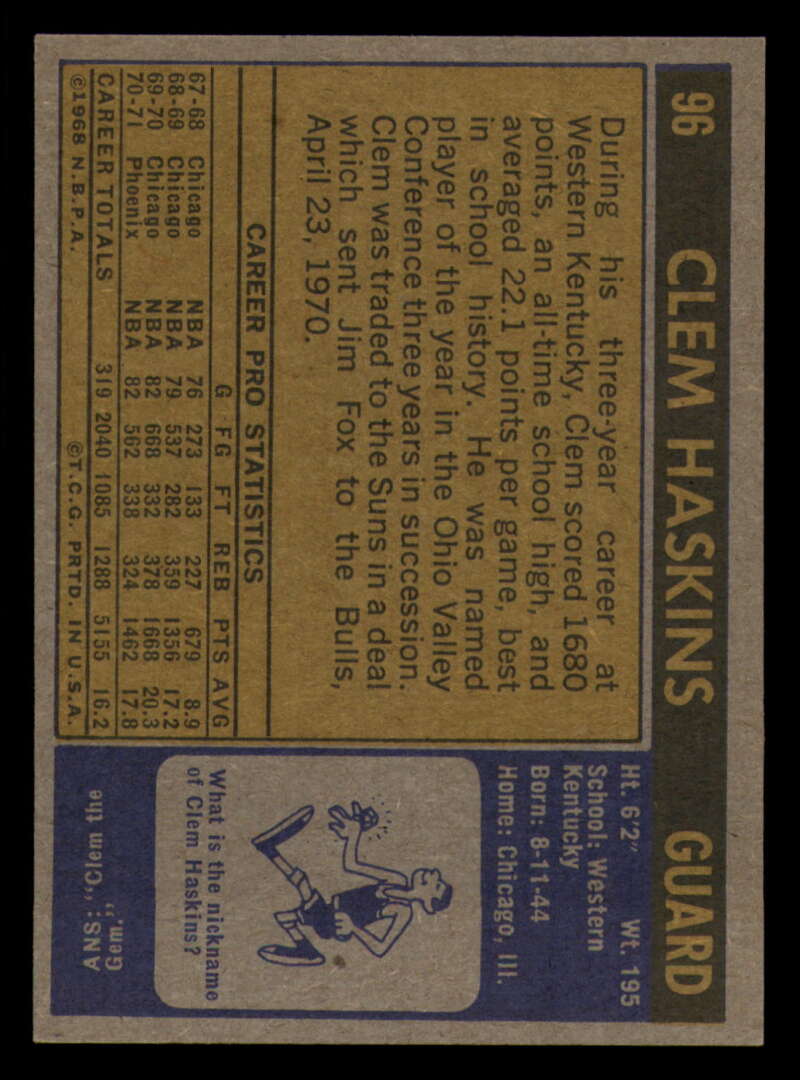 96 CLEM HASKINS GUARD
During his three-year career at
Western Kentucky, Clem scored 1680
points, an all-time school high, and
averaged 22.1 points per game, best
in school history. He was named
player of the year in the Ohio Valley
Conference three years in succession.
Clem was traded to the Suns in a deal
which sent Jim Fox to the Bulls,
April 23, 1970.
CAREER PRO STATISTICS
G FG FT REB PTS AVG
67-68 Chicago NBA 76 273 133 227 679 8.9
68-69 Chicago NBA 79 537 282 359 1356 17.2
69-70 Chicago NBA 82 668 332 378 1668 20.3
70-71 Phoenix NBA 82 562 338 324 1462 17.8
CAREER TOTALS 319 2040 1085 1288 5155 16.2
©1968 N.B.P.A. ©T.C.G. PRTD. IN U.S.A.
Ht. 6'2" Wt. 195
School: Western
Kentucky
Born: 8-11-44
Home: Chicago, Ill.
What is the nickname
of Clem Haskins?
ANS: "Clem the
Gem."